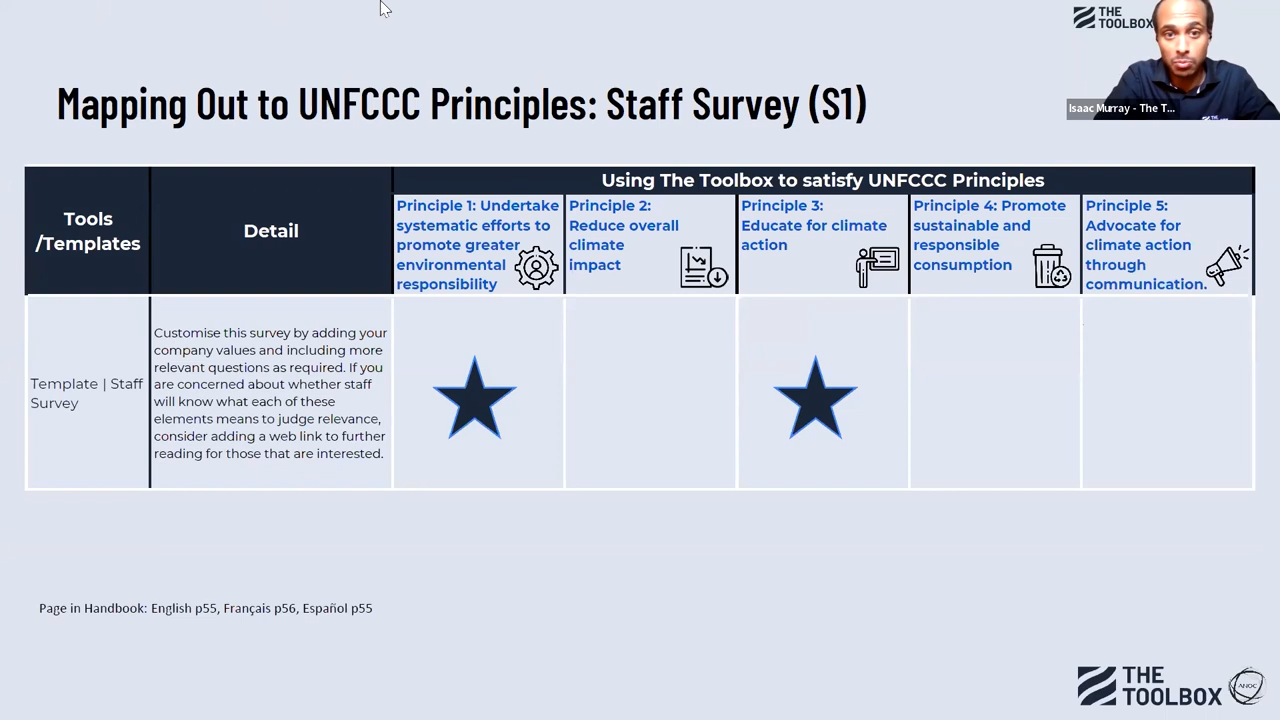 THE
TOOLBOX
Isaac Murray - The T...
Mapping Out to UNFCCC Principles: Staff Survey (S1)
Tools
/Templates
Detail
Using The Toolbox to satisfy UNFCCC Principles
Principle 1: Undertake
systematic efforts to
promote greater
environmental
responsibility
Principle 2:
Reduce overall
climate
impact
Principle 3:
Educate for climate
action
Principle 4: Promote
sustainable and
responsible
consumption
Principle 5:
Advocate for
climate action
through
communication.
Template | Staff
Survey
Customise this survey by adding your
company values and including more
relevant questions as required. If you
are concerned about whether staff
will know what each of these
elements means to judge relevance,
consider adding a web link to further
reading for those that are interested.
Page in Handbook: English p55, Français p56, Español p55
THE
TOOLBOX
ANOC